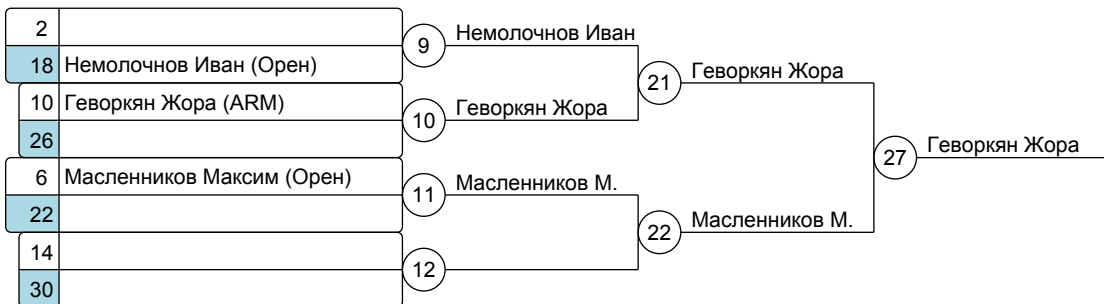 2
18 Немолочнов Иван (Орен)
9
Немолочнов Иван
10 Геворкян Жора (ARM)
26
10
Геворкян Жора
21
Геворкян Жора
6 Масленников Максим (Орен)
22
11
Масленников М.
14
30
12
22
Масленников М.
27
Геворкян Жора